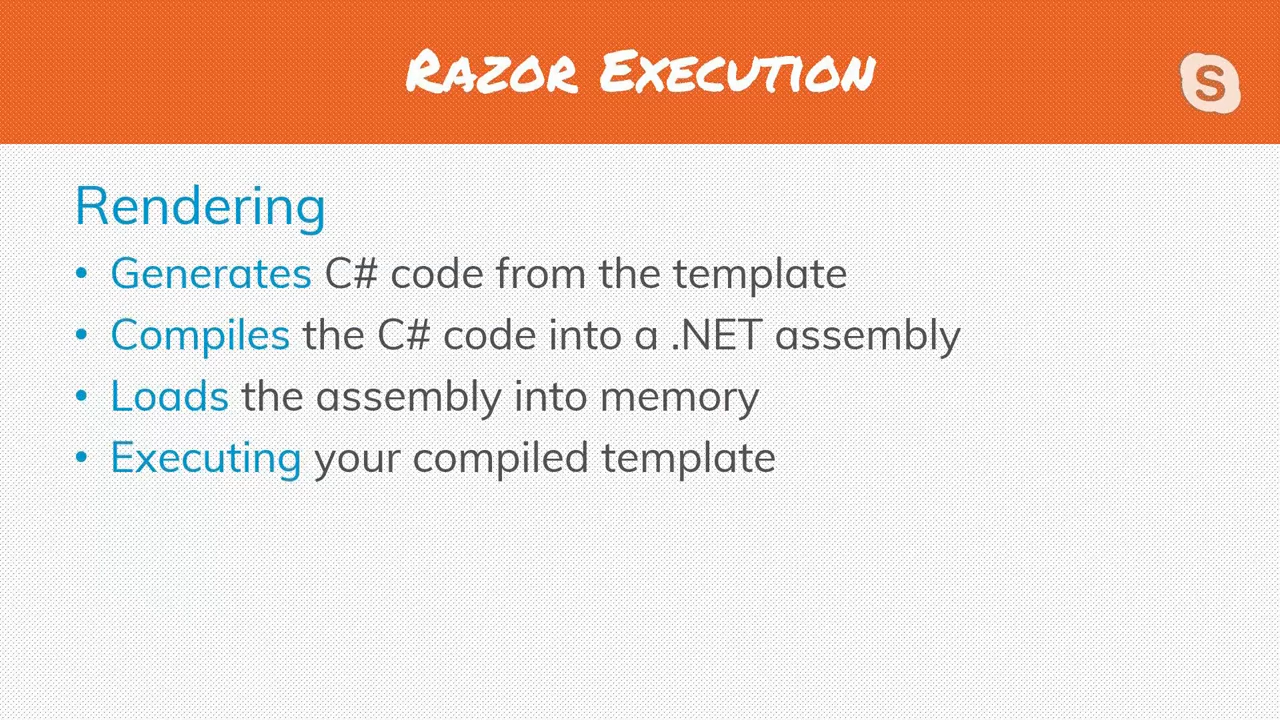 Razor Execution
S
Rendering
• Generates C# code from the template
• Compiles the C# code into a .NET assembly
• Loads the assembly into memory
• Executing your compiled template